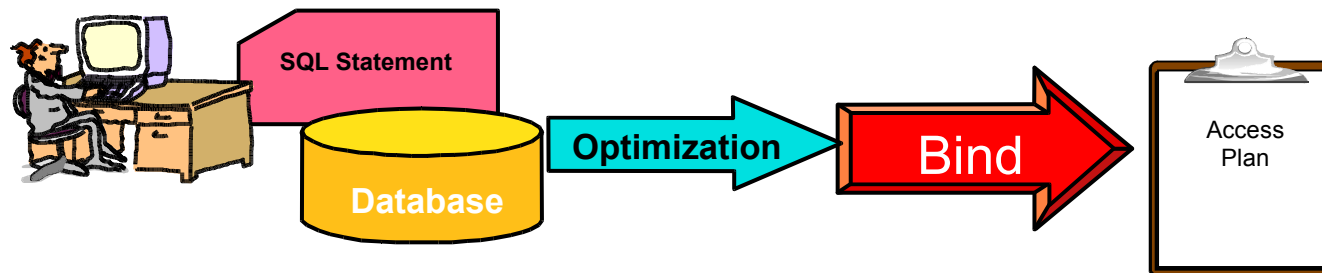 SQL Statement
Database
Optimization
Bind
Access
Plan